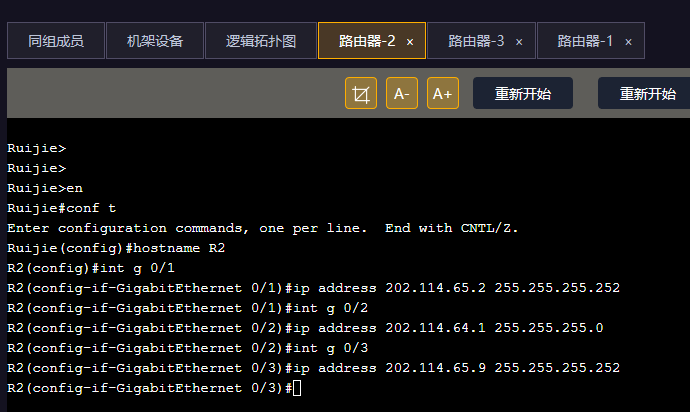 同组成员 机架设备 逻辑拓扑图 路由器-2 × 路由器-3 × 路由器-1 ×
A- A+ 重新开始 重新开始
Ruijie>
Ruijie>
Ruijie>en
Ruijie#conf t
Enter configuration commands, one per line.  End with CNTL/Z.
Ruijie(config)#hostname R2
R2(config)#int g 0/1
R2(config-if-GigabitEthernet 0/1)#ip address 202.114.65.2 255.255.255.252
R2(config-if-GigabitEthernet 0/1)#int g 0/2
R2(config-if-GigabitEthernet 0/2)#ip address 202.114.64.1 255.255.255.0
R2(config-if-GigabitEthernet 0/2)#int g 0/3
R2(config-if-GigabitEthernet 0/3)#ip address 202.114.65.9 255.255.255.252
R2(config-if-GigabitEthernet 0/3)#